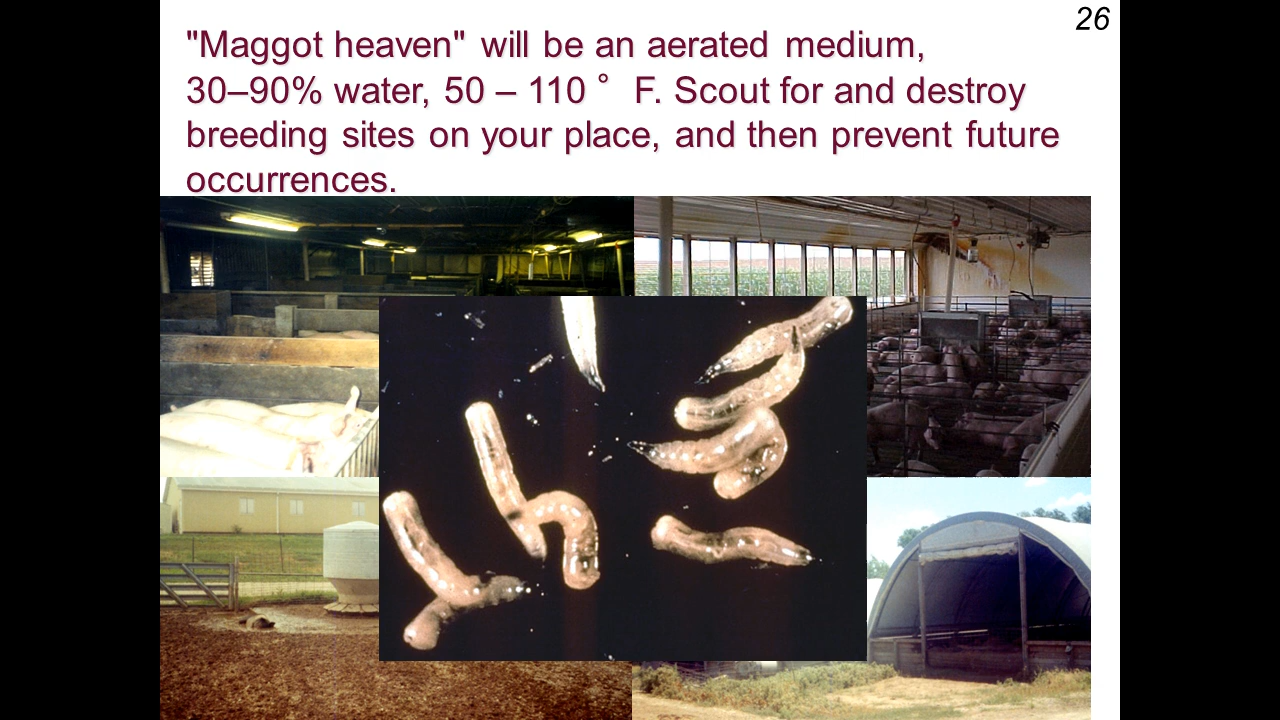 26
"Maggot heaven" will be an aerated medium,
30–90% water, 50 – 110 ° F. Scout for and destroy
breeding sites on your place, and then prevent future
occurrences.